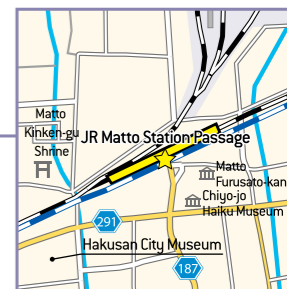 Matto
Kinken-gu
Shrine
JR Matto Station Passage
Matto
Furusato-kan
Chiyo-jo
Haiku Museum
291
Hakusan City Museum
187